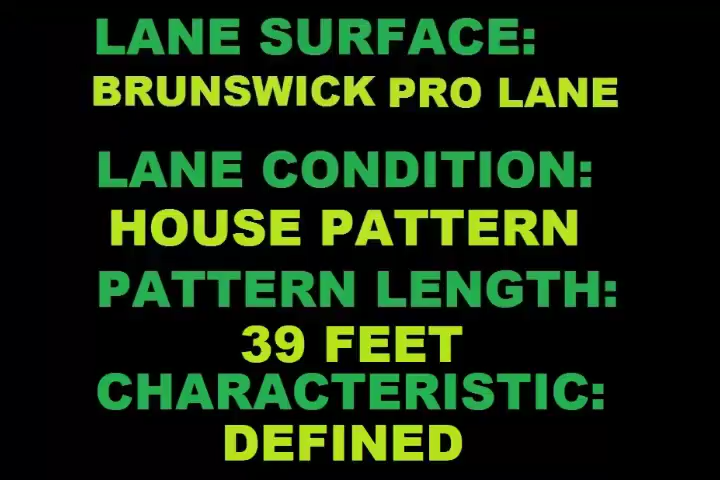 LANE SURFACE:
BRUNSWICK PRO LANE
LANE CONDITION:
HOUSE PATTERN
PATTERN LENGTH:
39 FEET
CHARACTERISTIC:
DEFINED